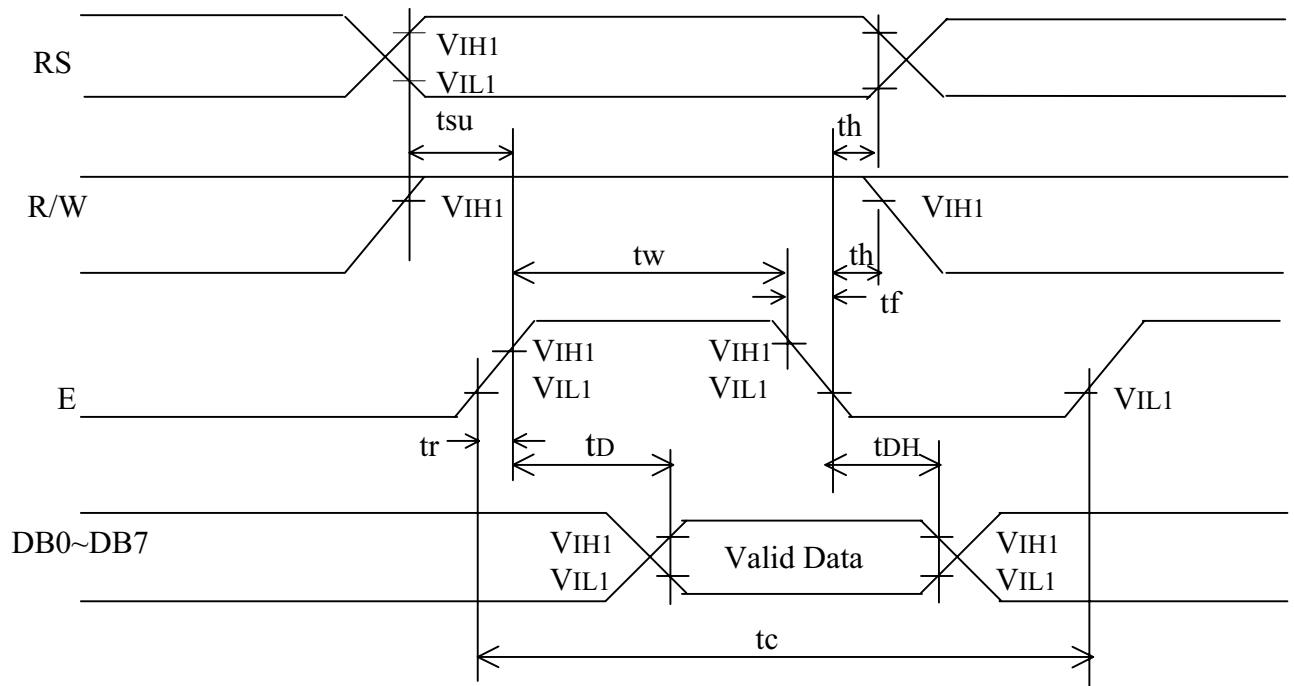 RS
VIH1
VIL1
tsu
th
R/W
VIH1
VIH1
tw
th
tf
E
VIH1
VIL1
VIH1
VIL1
VIL1
tr
tD
tDH
DB0~DB7
VIH1
VIL1
Valid Data
VIH1
VIL1
tc